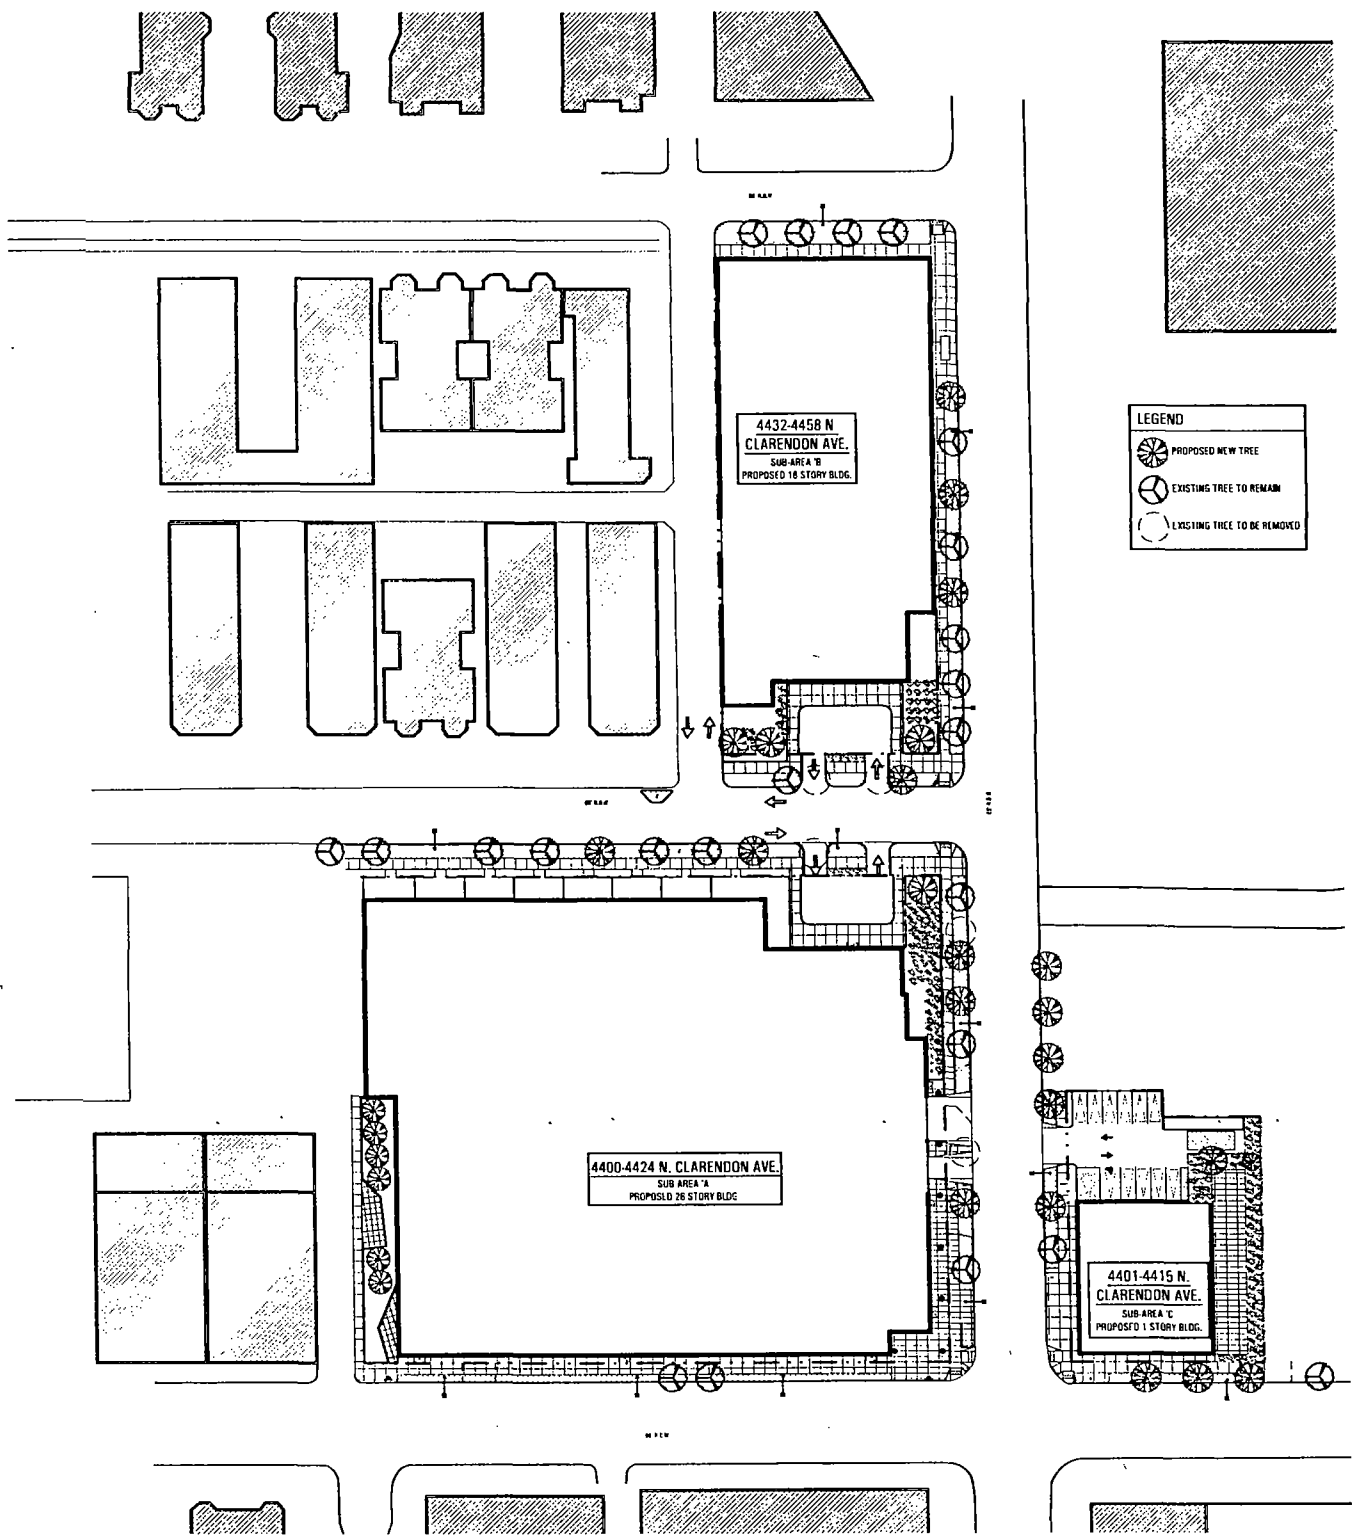 4432-4458 N
CLARENDON AVE.
SUB-AREA 'B
PROPOSED 18 STORY BLDG.
LEGEND
PROPOSED NEW TREE
EXISTING TREE TO REMAIN
EXISTING TREE TO BE REMOVED
4400-4424 N. CLARENDON AVE.
SUB AREA 'A
PROPOSED 26 STORY BLDG
4401-4415 N.
CLARENDON AVE.
SUB-AREA 'C
PROPOSED 1 STORY BLDG.